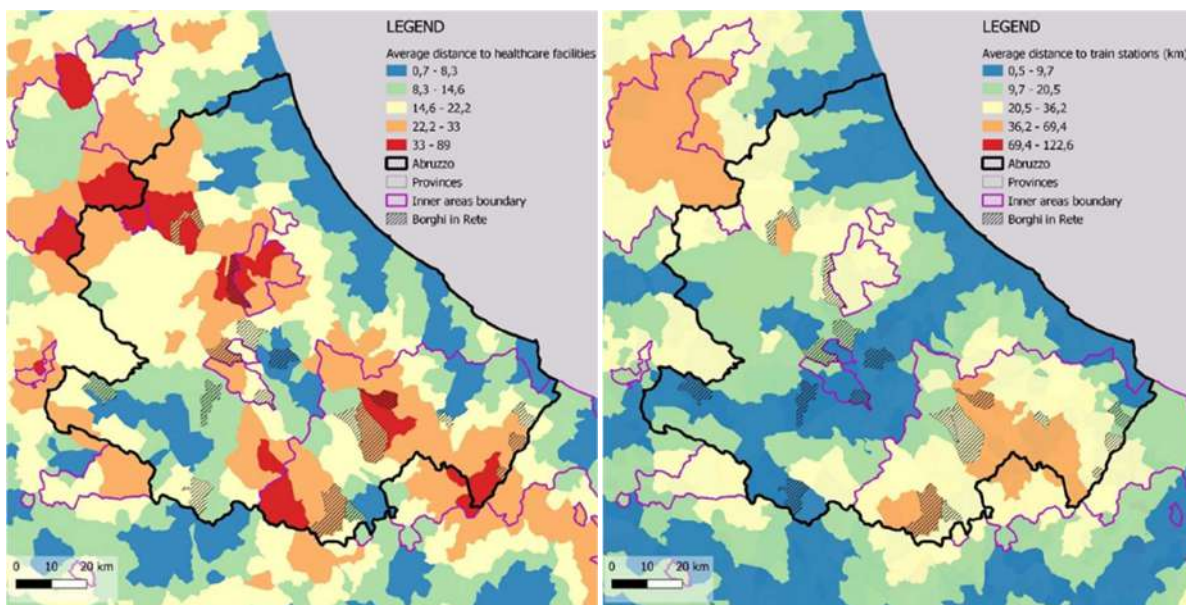 LEGEND
Average distance to healthcare facilities
0,7 - 8,3
8,3 - 14,6
14,6 - 22,2
22,2 - 33
33 - 89
Abruzzo
Provinces
Inner areas boundary
Borghi in Rete
0 10 20 km
LEGEND
Average distance to train stations (km)
0,5 - 9,7
9,7 - 20,5
20,5 - 36,2
36,2 - 69,4
69,4 - 122,6
Abruzzo
Provinces
Inner areas boundary
Borghi in Rete
0 10 20 km